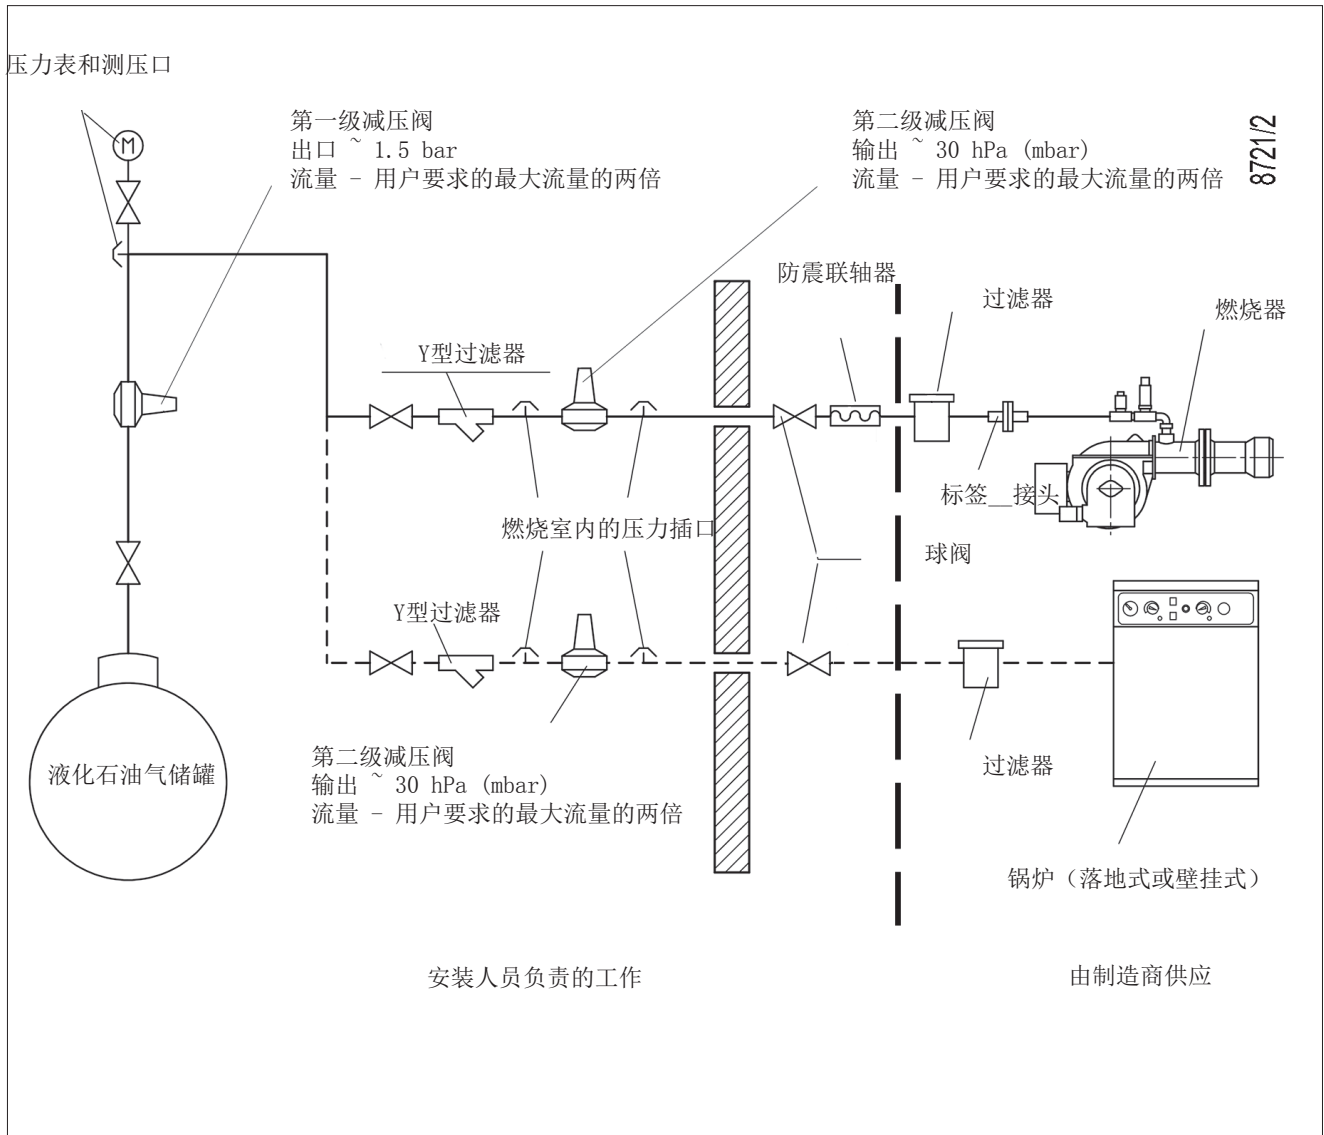 压力表和测压口
M
第一级减压阀
出口 ~ 1.5 bar
流量 - 用户要求的最大流量的两倍
第二级减压阀
输出 ~ 30 hPa (mbar)
流量 - 用户要求的最大流量的两倍
8721/2
防震联轴器
过滤器
燃烧器
Y型过滤器
标签__接头
燃烧室内的压力插口
球阀
Y型过滤器
液化石油气储罐
第二级减压阀
输出 ~ 30 hPa (mbar)
流量 - 用户要求的最大流量的两倍
过滤器
锅炉（落地式或壁挂式）
安装人员负责的工作
由制造商供应